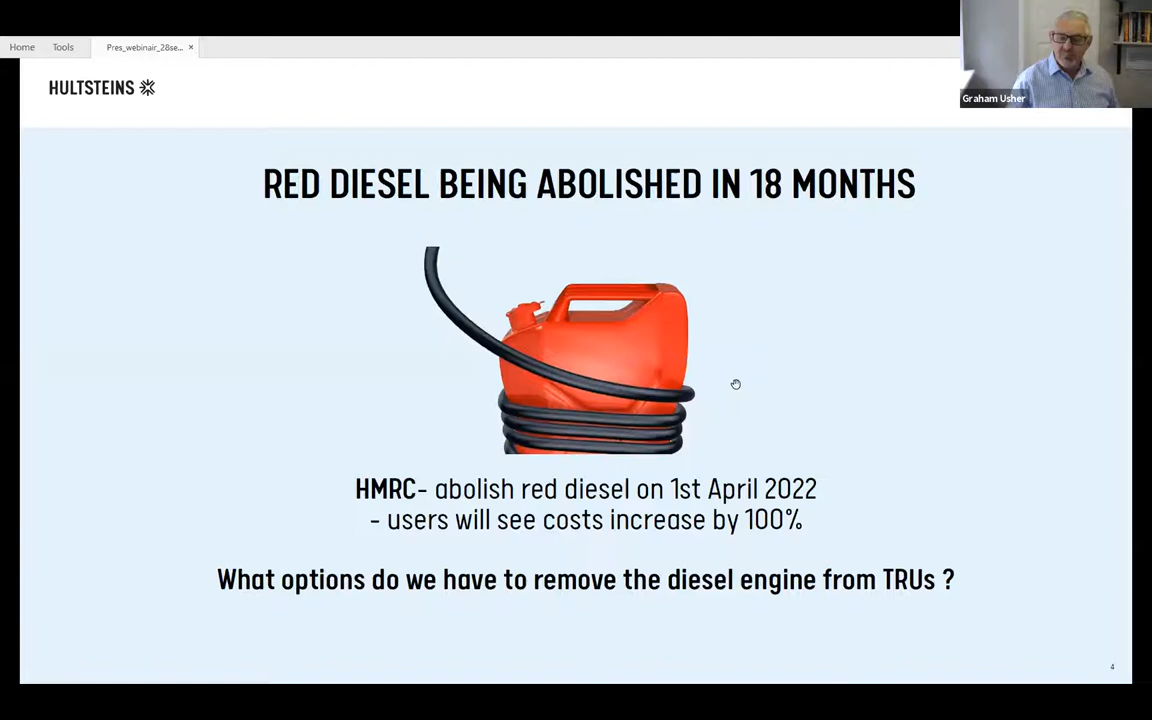 Home Tools Pres_webinair_28se... ×
HULTSTEINS
Graham Usher
RED DIESEL BEING ABOLISHED IN 18 MONTHS
HMRC- abolish red diesel on 1st April 2022
- users will see costs increase by 100%
What options do we have to remove the diesel engine from TRUs ?
4